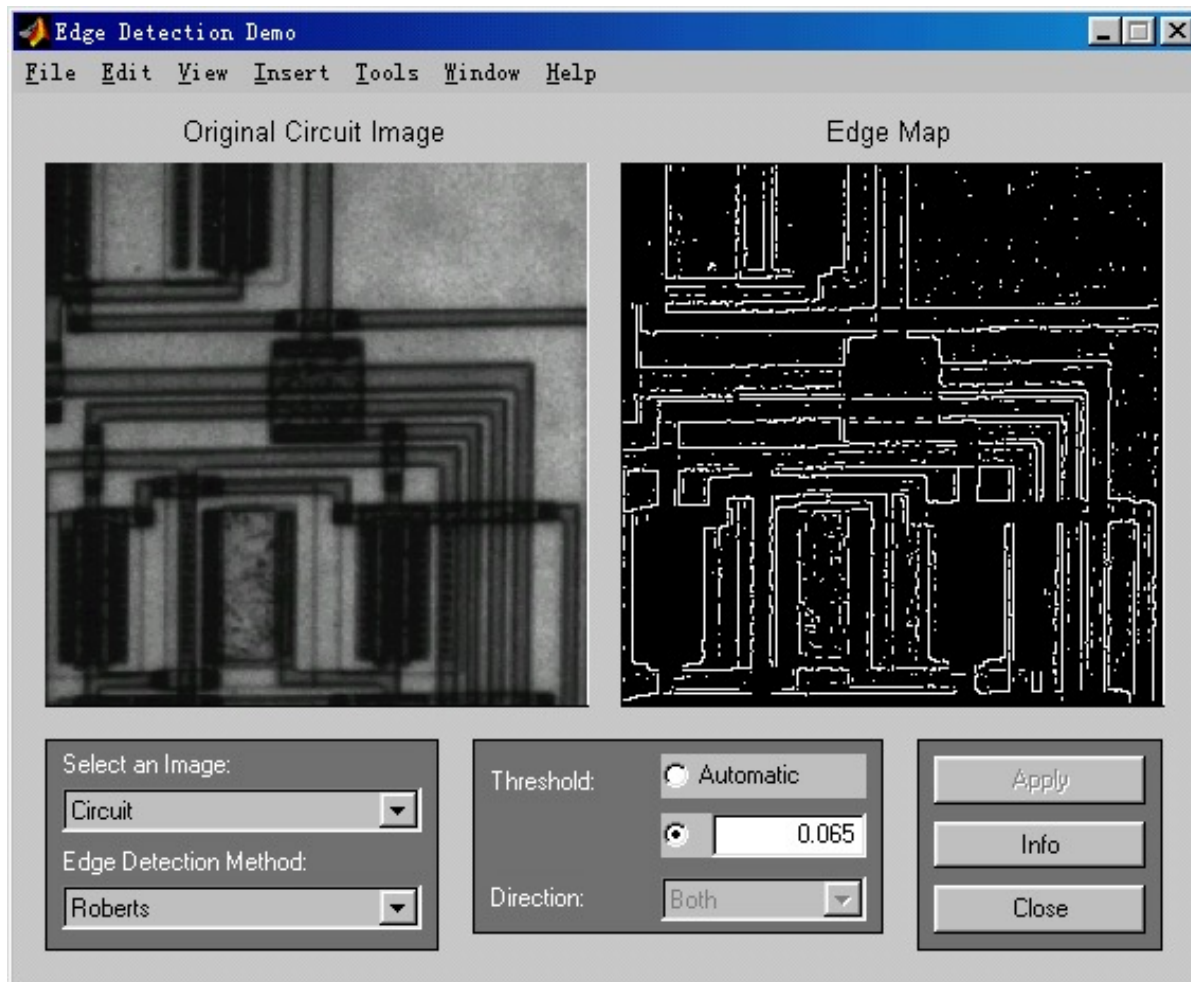 Edge Detection Demo
File Edit View Insert Tools Window Help
Original Circuit Image
Edge Map
Select an Image:
Circuit
Edge Detection Method:
Roberts
Threshold:
Automatic
0.065
Direction:
Both
Apply
Info
Close